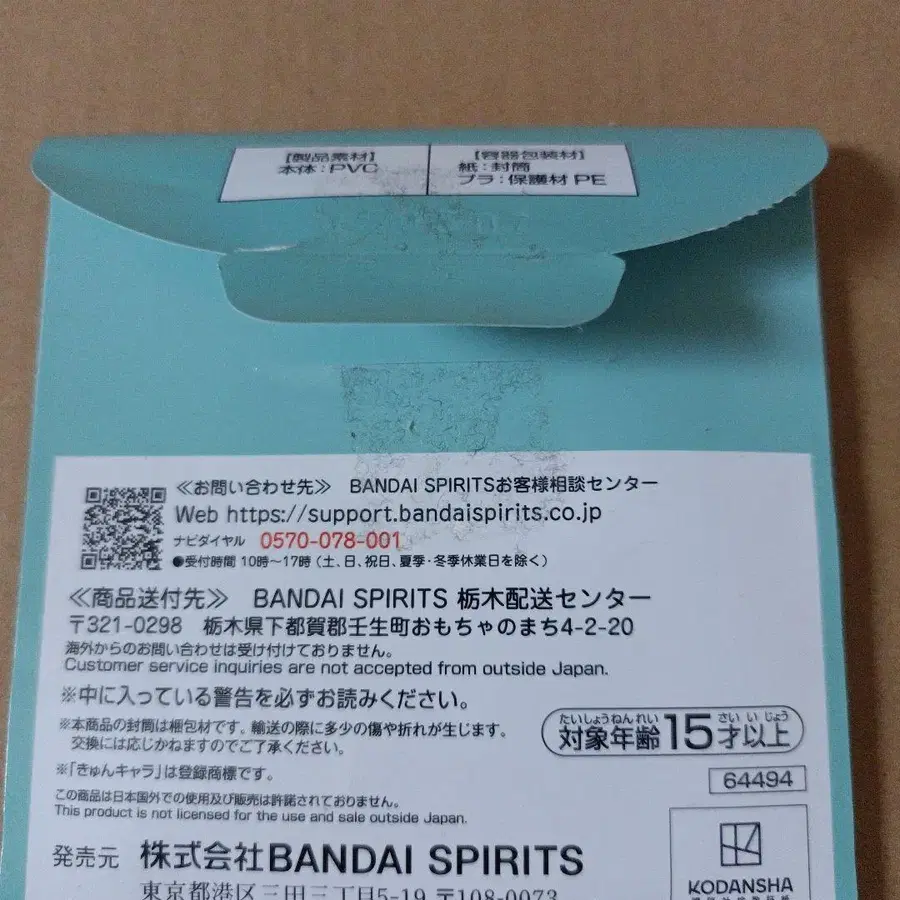 [製品素材]
本体：PVC
【容器包装材】
紙：封筒
プラ：保護材 PE
≪お問い合わせ先≫ BANDAI SPIRITSお客様相談センター
Web https://support.bandaispirits.co.jp
ナビダイヤル 0570-078-001
●受付時間 10時～17時（土、日、祝日、夏季・冬季休業日を除く）
≪商品送付先≫ BANDAI SPIRITS 栃木配送センター
〒321-0298 栃木県下都賀郡壬生町おもちゃのまち4-2-20
海外からのお問い合わせは受け付けておりません。
Customer service inquiries are not accepted from outside Japan.
※中に入っている警告を必ずお読みください。
※本商品の封筒は梱包材です。輸送の際に多少の傷や折れが生じます。
交換には応じかねますのでご了承ください。
たいしょうねんれい さい いじょう
対象年齢15才以上
※「きゅんキャラ」は登録商標です。
64494
この商品は日本国外での使用及び販売は許諾されておりません。
This product is not licensed for the use and sale outside Japan.
発売元 株式会社BANDAI SPIRITS
東京都港区三田三丁目5-19 〒108-0073
KODANSHA